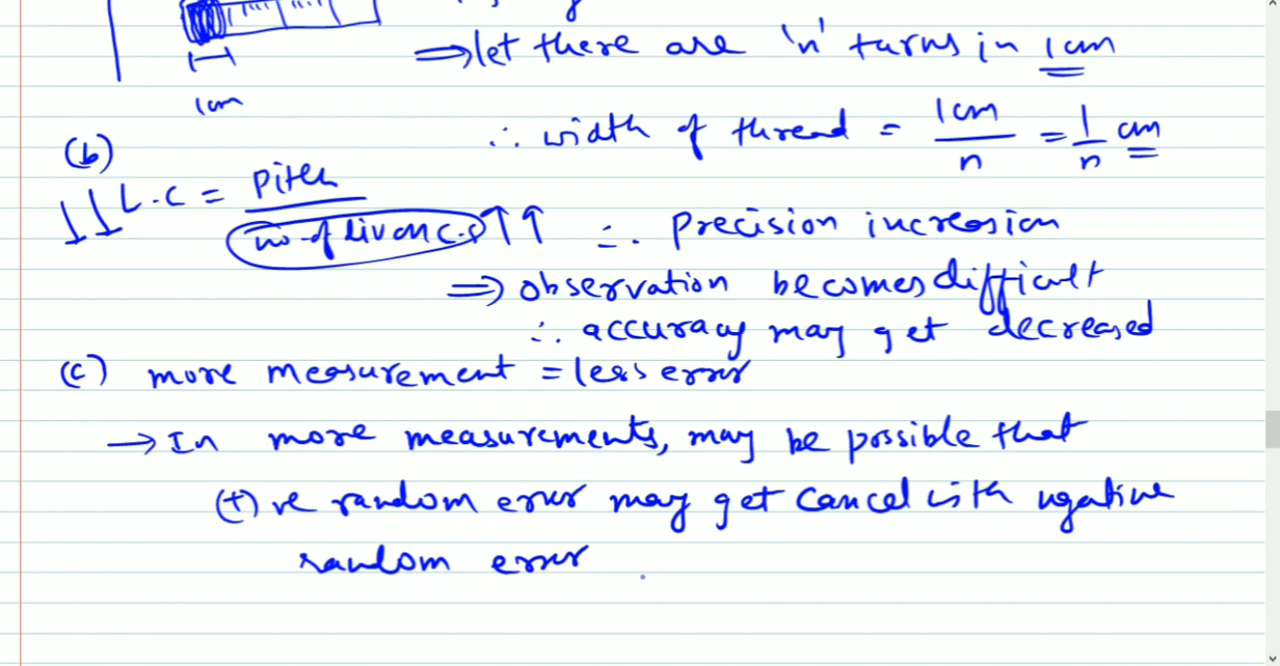 ⇒ let there are 'n' turns in 1cm
1cm
∴ width of thread = 1cm/n = 1/n cm
(b)
↓↓ L.C = Pitch / no of div on C.S ↑↑ ∴ Precision increasion
⇒ observation becomes difficult
∴ accuracy may get decreased
(c) more measurement = less error
→ In more measurements, may be possible that
(+)ve random error may get cancel with negative
random error